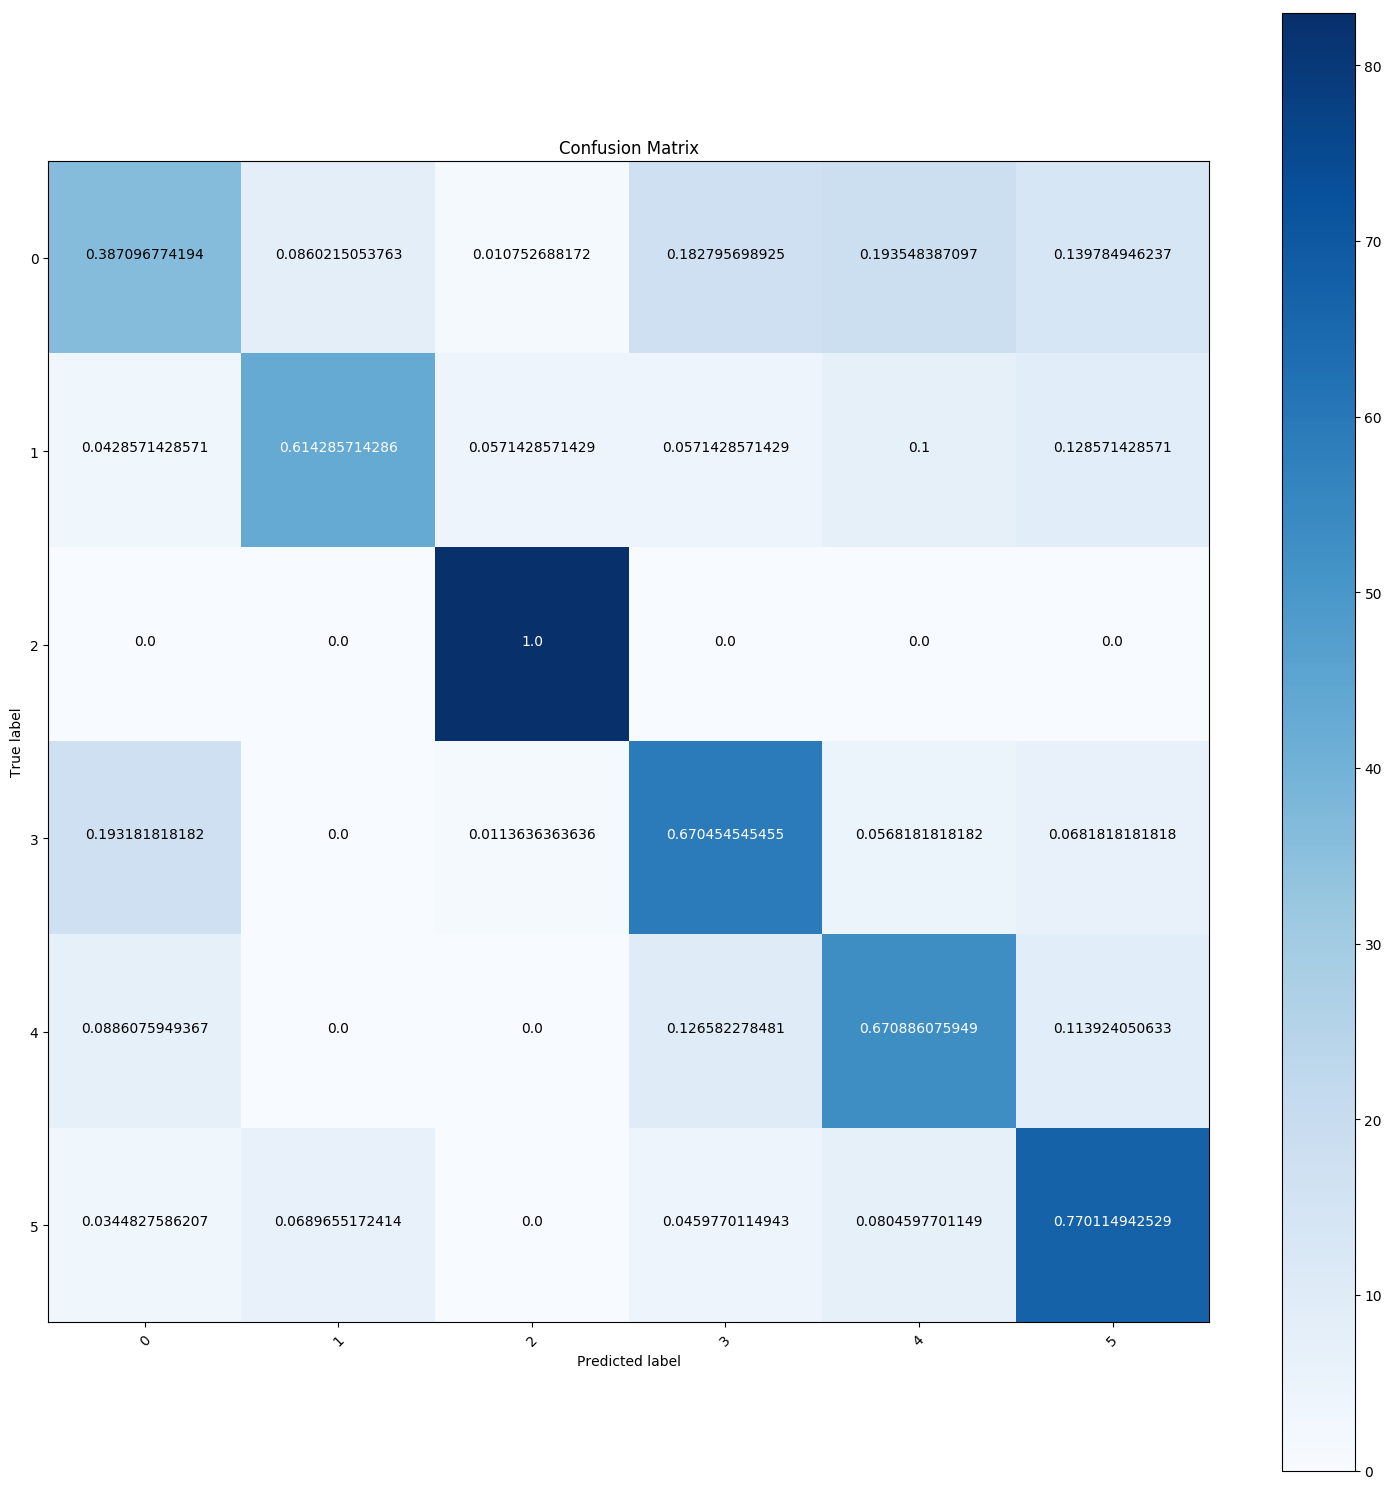 Confusion Matrix
0 0.387096774194 0.0860215053763 0.010752688172 0.182795698925 0.193548387097 0.139784946237
1 0.0428571428571 0.614285714286 0.0571428571429 0.0571428571429 0.1 0.128571428571
2 0.0 0.0 1.0 0.0 0.0 0.0
3 0.193181818182 0.0 0.0113636363636 0.670454545455 0.0568181818182 0.0681818181818
4 0.0886075949367 0.0 0.0 0.126582278481 0.670886075949 0.113924050633
5 0.0344827586207 0.0689655172414 0.0 0.0459770114943 0.0804597701149 0.770114942529
0 1 2 3 4 5
True label
Predicted label
80
70
60
50
40
30
20
10
0